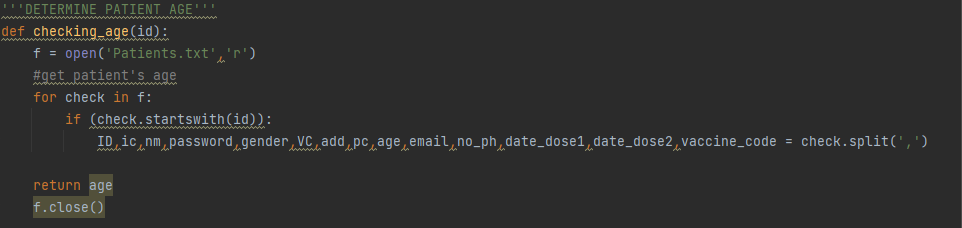 '''DETERMINE PATIENT AGE'''
def checking_age(id):
    f = open('Patients.txt','r')
    #get patient's age
    for check in f:
        if (check.startswith(id)):
            ID,ic,nm,password,gender,VC,add,pc,age,email,no_ph,date_dose1,date_dose2,vaccine_code = check.split(',')
    return age
    f.close()